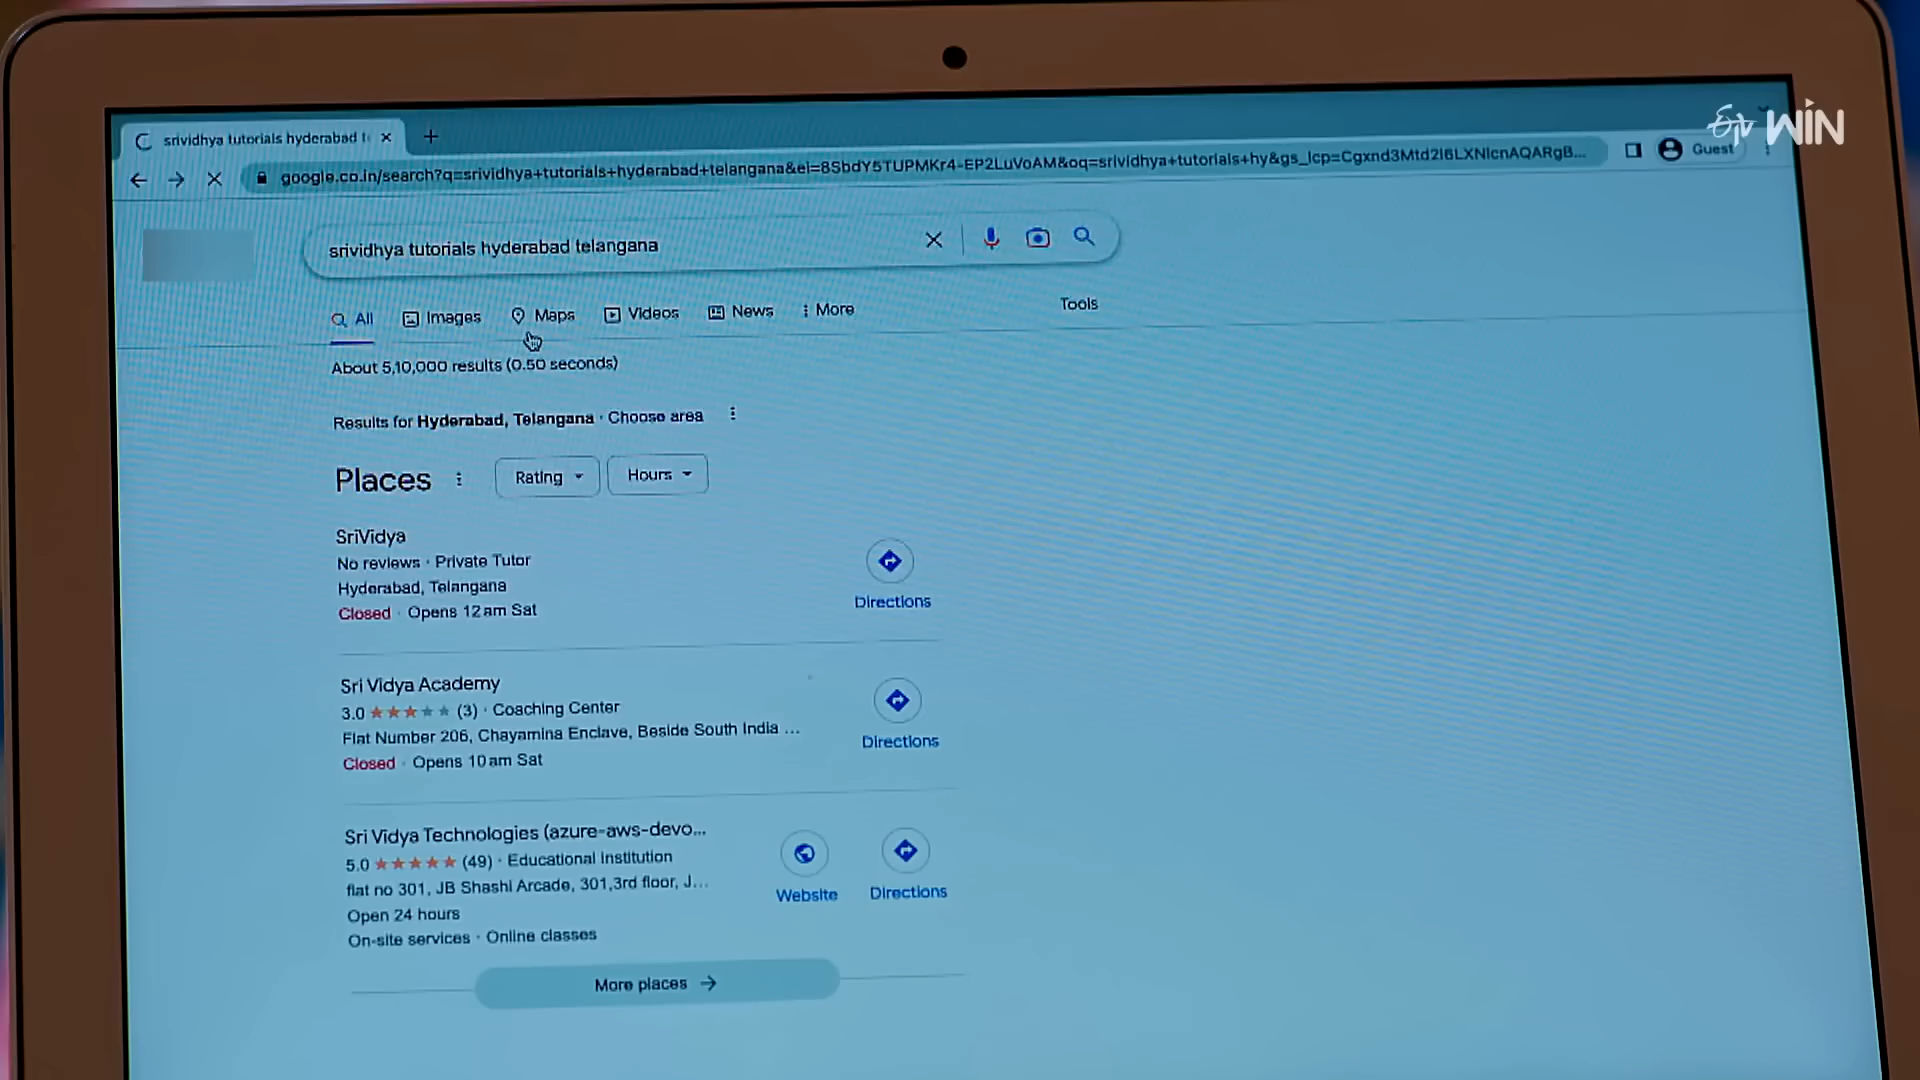 ఈటీవీ WIN
srividhya tutorials hyderabad t
Guest
google.co.in/search?q=srividhya+tutorials+hyderabad+telangana&ei=8SbdY5TUPMKr4-EP2LuVoAM&oq=srividhya+tutorials+hy&gs_lcp=Cgxnd3Mtd2l6LXNlcnAQARgB...
srividhya tutorials hyderabad telangana
All Images Maps Videos News More Tools
About 5,10,000 results (0.50 seconds)
Results for Hyderabad, Telangana · Choose area
Places Rating Hours
SriVidya
No reviews · Private Tutor
Hyderabad, Telangana
Closed · Opens 12 am Sat
Directions
Sri Vidya Academy
3.0 (3) · Coaching Center
Flat Number 206, Chayamina Enclave, Beside South India ...
Closed · Opens 10 am Sat
Directions
Sri Vidya Technologies (azure-aws-devo...
5.0 (49) · Educational Institution
flat no 301, JB Shashi Arcade, 301,3rd floor, J...
Open 24 hours
On-site services · Online classes
Website Directions
More places